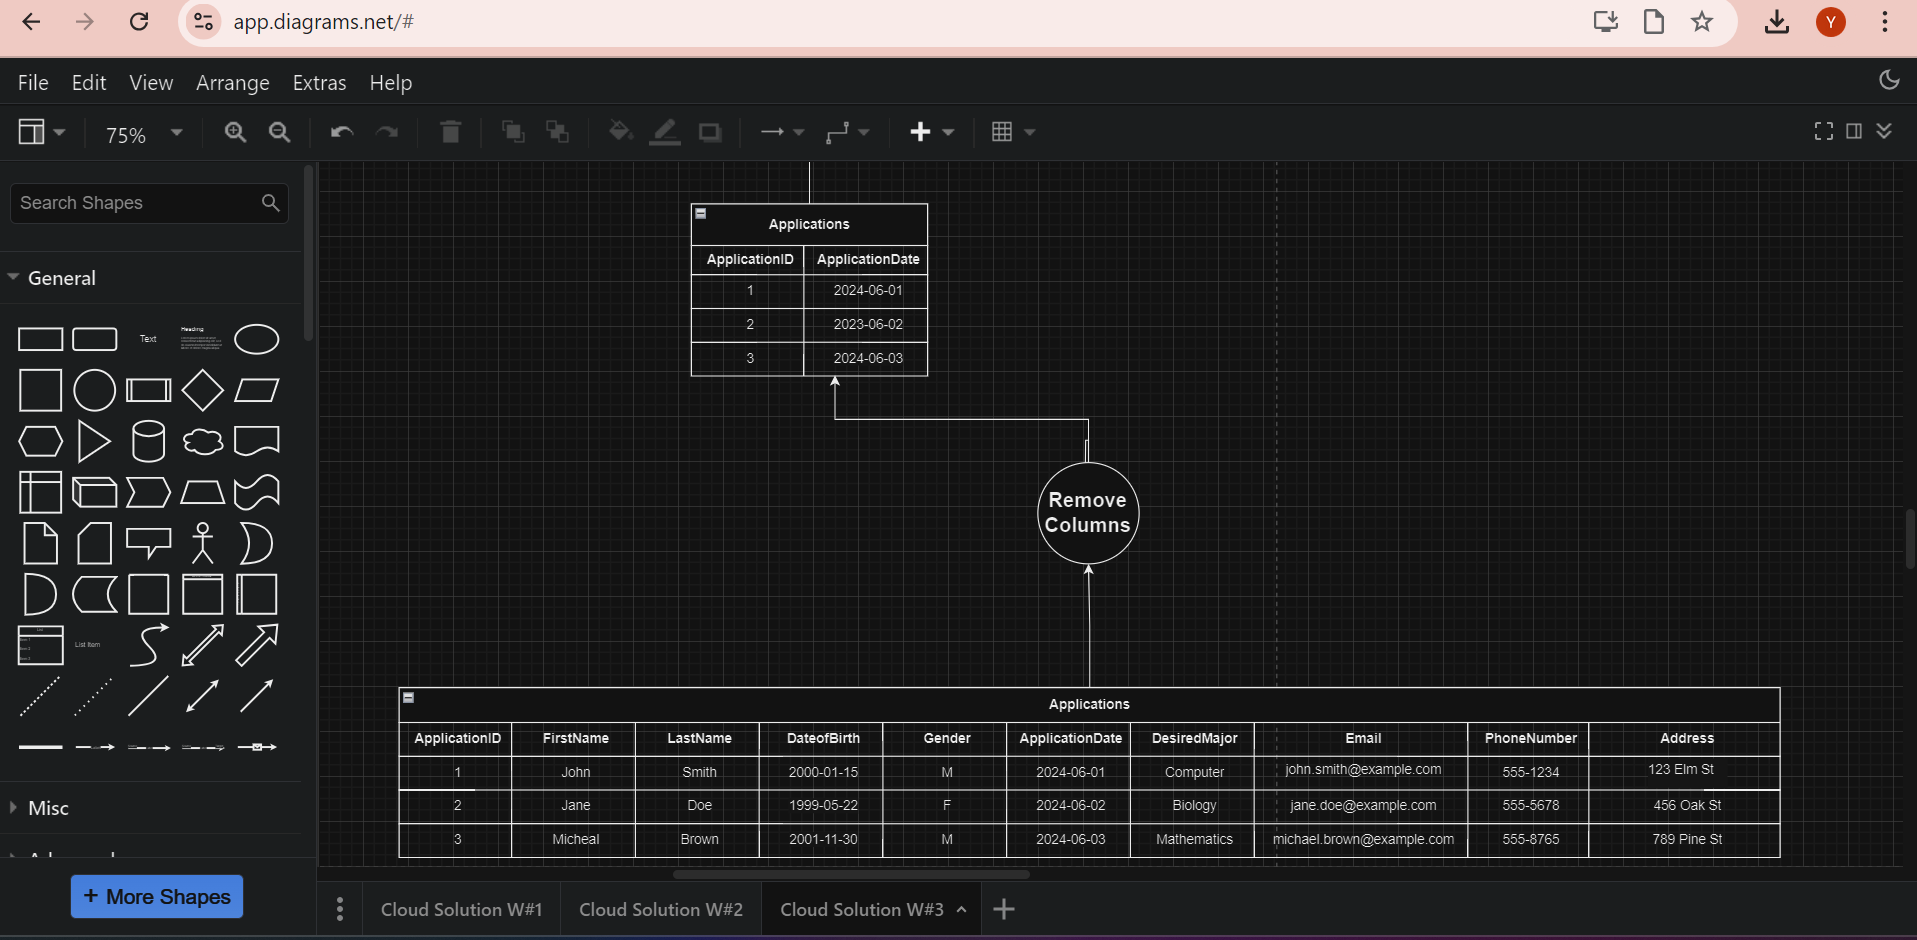 app.diagrams.net/#
Y
File Edit View Arrange Extras Help
75%
Search Shapes
General
Text
Heading
List Item
Misc
+ More Shapes
Applications
ApplicationID ApplicationDate
1 2024-06-01
2 2023-06-02
3 2024-06-03
Remove
Columns
Applications
ApplicationID FirstName LastName DateofBirth Gender ApplicationDate DesiredMajor Email PhoneNumber Address
1 John Smith 2000-01-15 M 2024-06-01 Computer john.smith@example.com 555-1234 123 Elm St
2 Jane Doe 1999-05-22 F 2024-06-02 Biology jane.doe@example.com 555-5678 456 Oak St
3 Micheal Brown 2001-11-30 M 2024-06-03 Mathematics michael.brown@example.com 555-8765 789 Pine St
Cloud Solution W#1 Cloud Solution W#2 Cloud Solution W#3